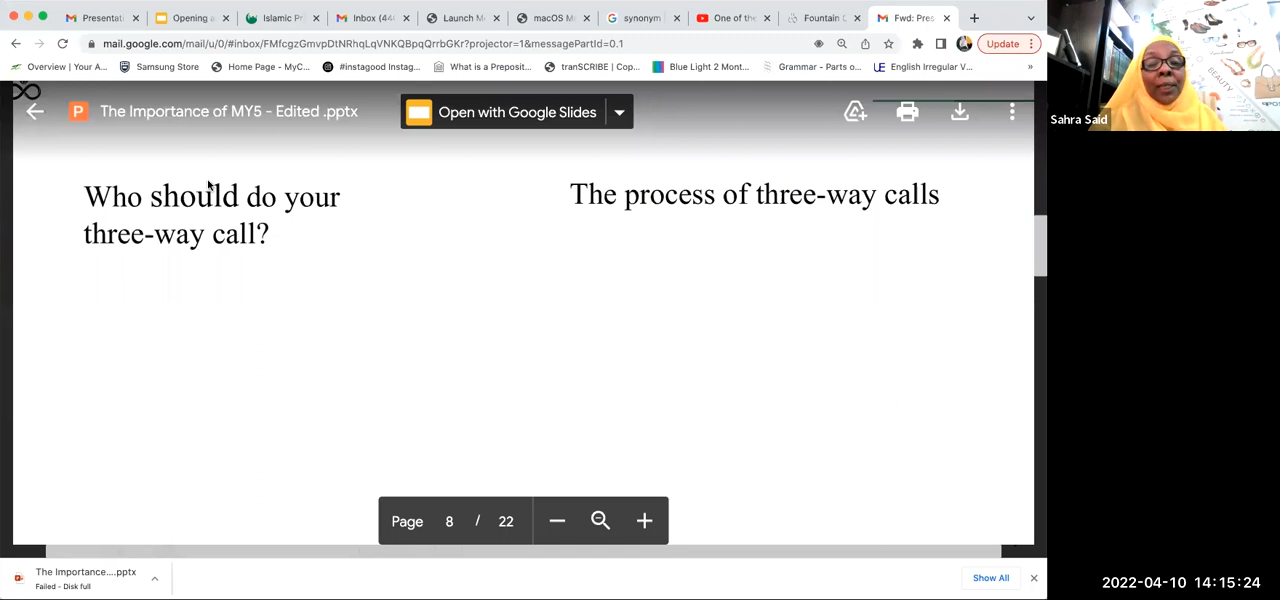 Presentat
Opening a
Islamic Pr
Inbox (44
Launch M
macOS M
synonym
One of the
Fountain
Fwd: Pres
mail.google.com/mail/u/0/#inbox/FMfcgzGmvpDtNRhqLqVNKQBpqQrrbGKr?projector=1&messagePartId=0.1
Update
Overview | Your A...
Samsung Store
Home Page - MyC...
#instagood Instag...
What is a Preposit...
tranSCRIBE | Cop...
Blue Light 2 Mont...
Grammar - Parts o...
UE English Irregular V...
»
The Importance of MY5 - Edited .pptx
Open with Google Slides
Sahra Said
BEAUTY
Who should do your
three-way call?
The process of three-way calls
Page 8 / 22
The Importance....pptx
Failed - Disk full
Show All
2022-04-10 14:15:24